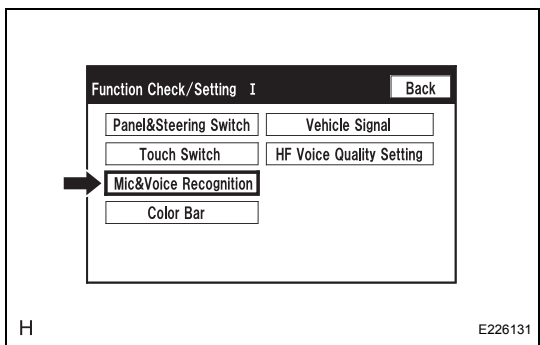 Function Check/Setting I
Back
Panel&Steering Switch
Vehicle Signal
Touch Switch
HF Voice Quality Setting
Mic&Voice Recognition
Color Bar
H
E226131